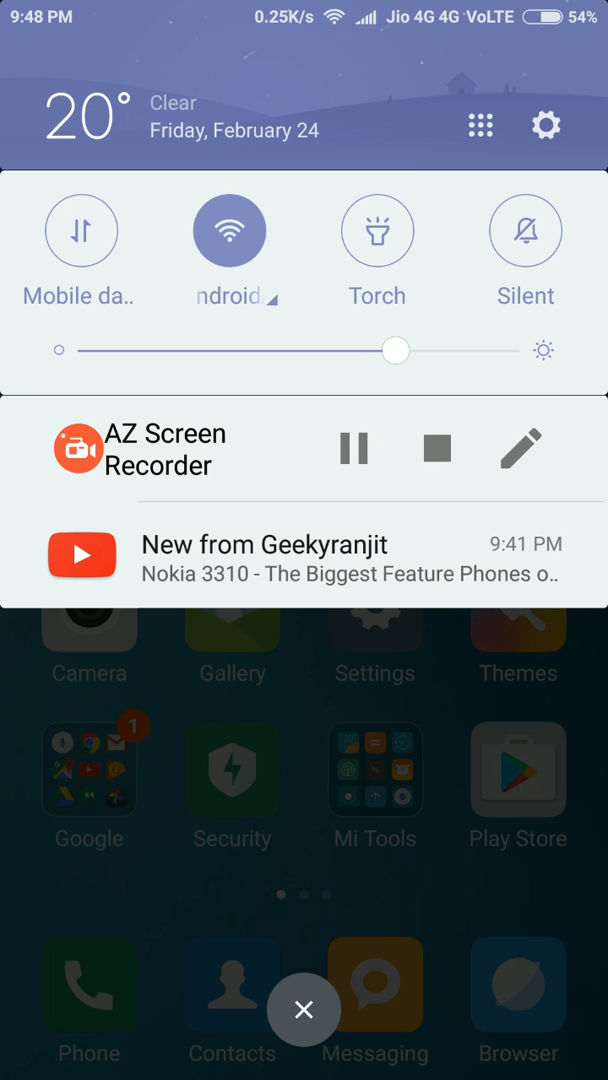 9:48 PM 0.25K/s Jio 4G 4G VoLTE 54%
20° Clear
Friday, February 24
Mobile da.. ndroid Torch Silent
AZ Screen
Recorder
New from Geekyranjit 9:41 PM
Nokia 3310 - The Biggest Feature Phones o..
Camera Gallery Settings Themes
1
Google Security Mi Tools Play Store
Phone Contacts Messaging Browser